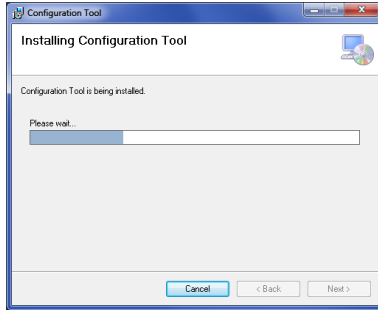 Configuration Tool
Installing Configuration Tool
Configuration Tool is being installed.
Please wait...
Cancel
< Back
Next >